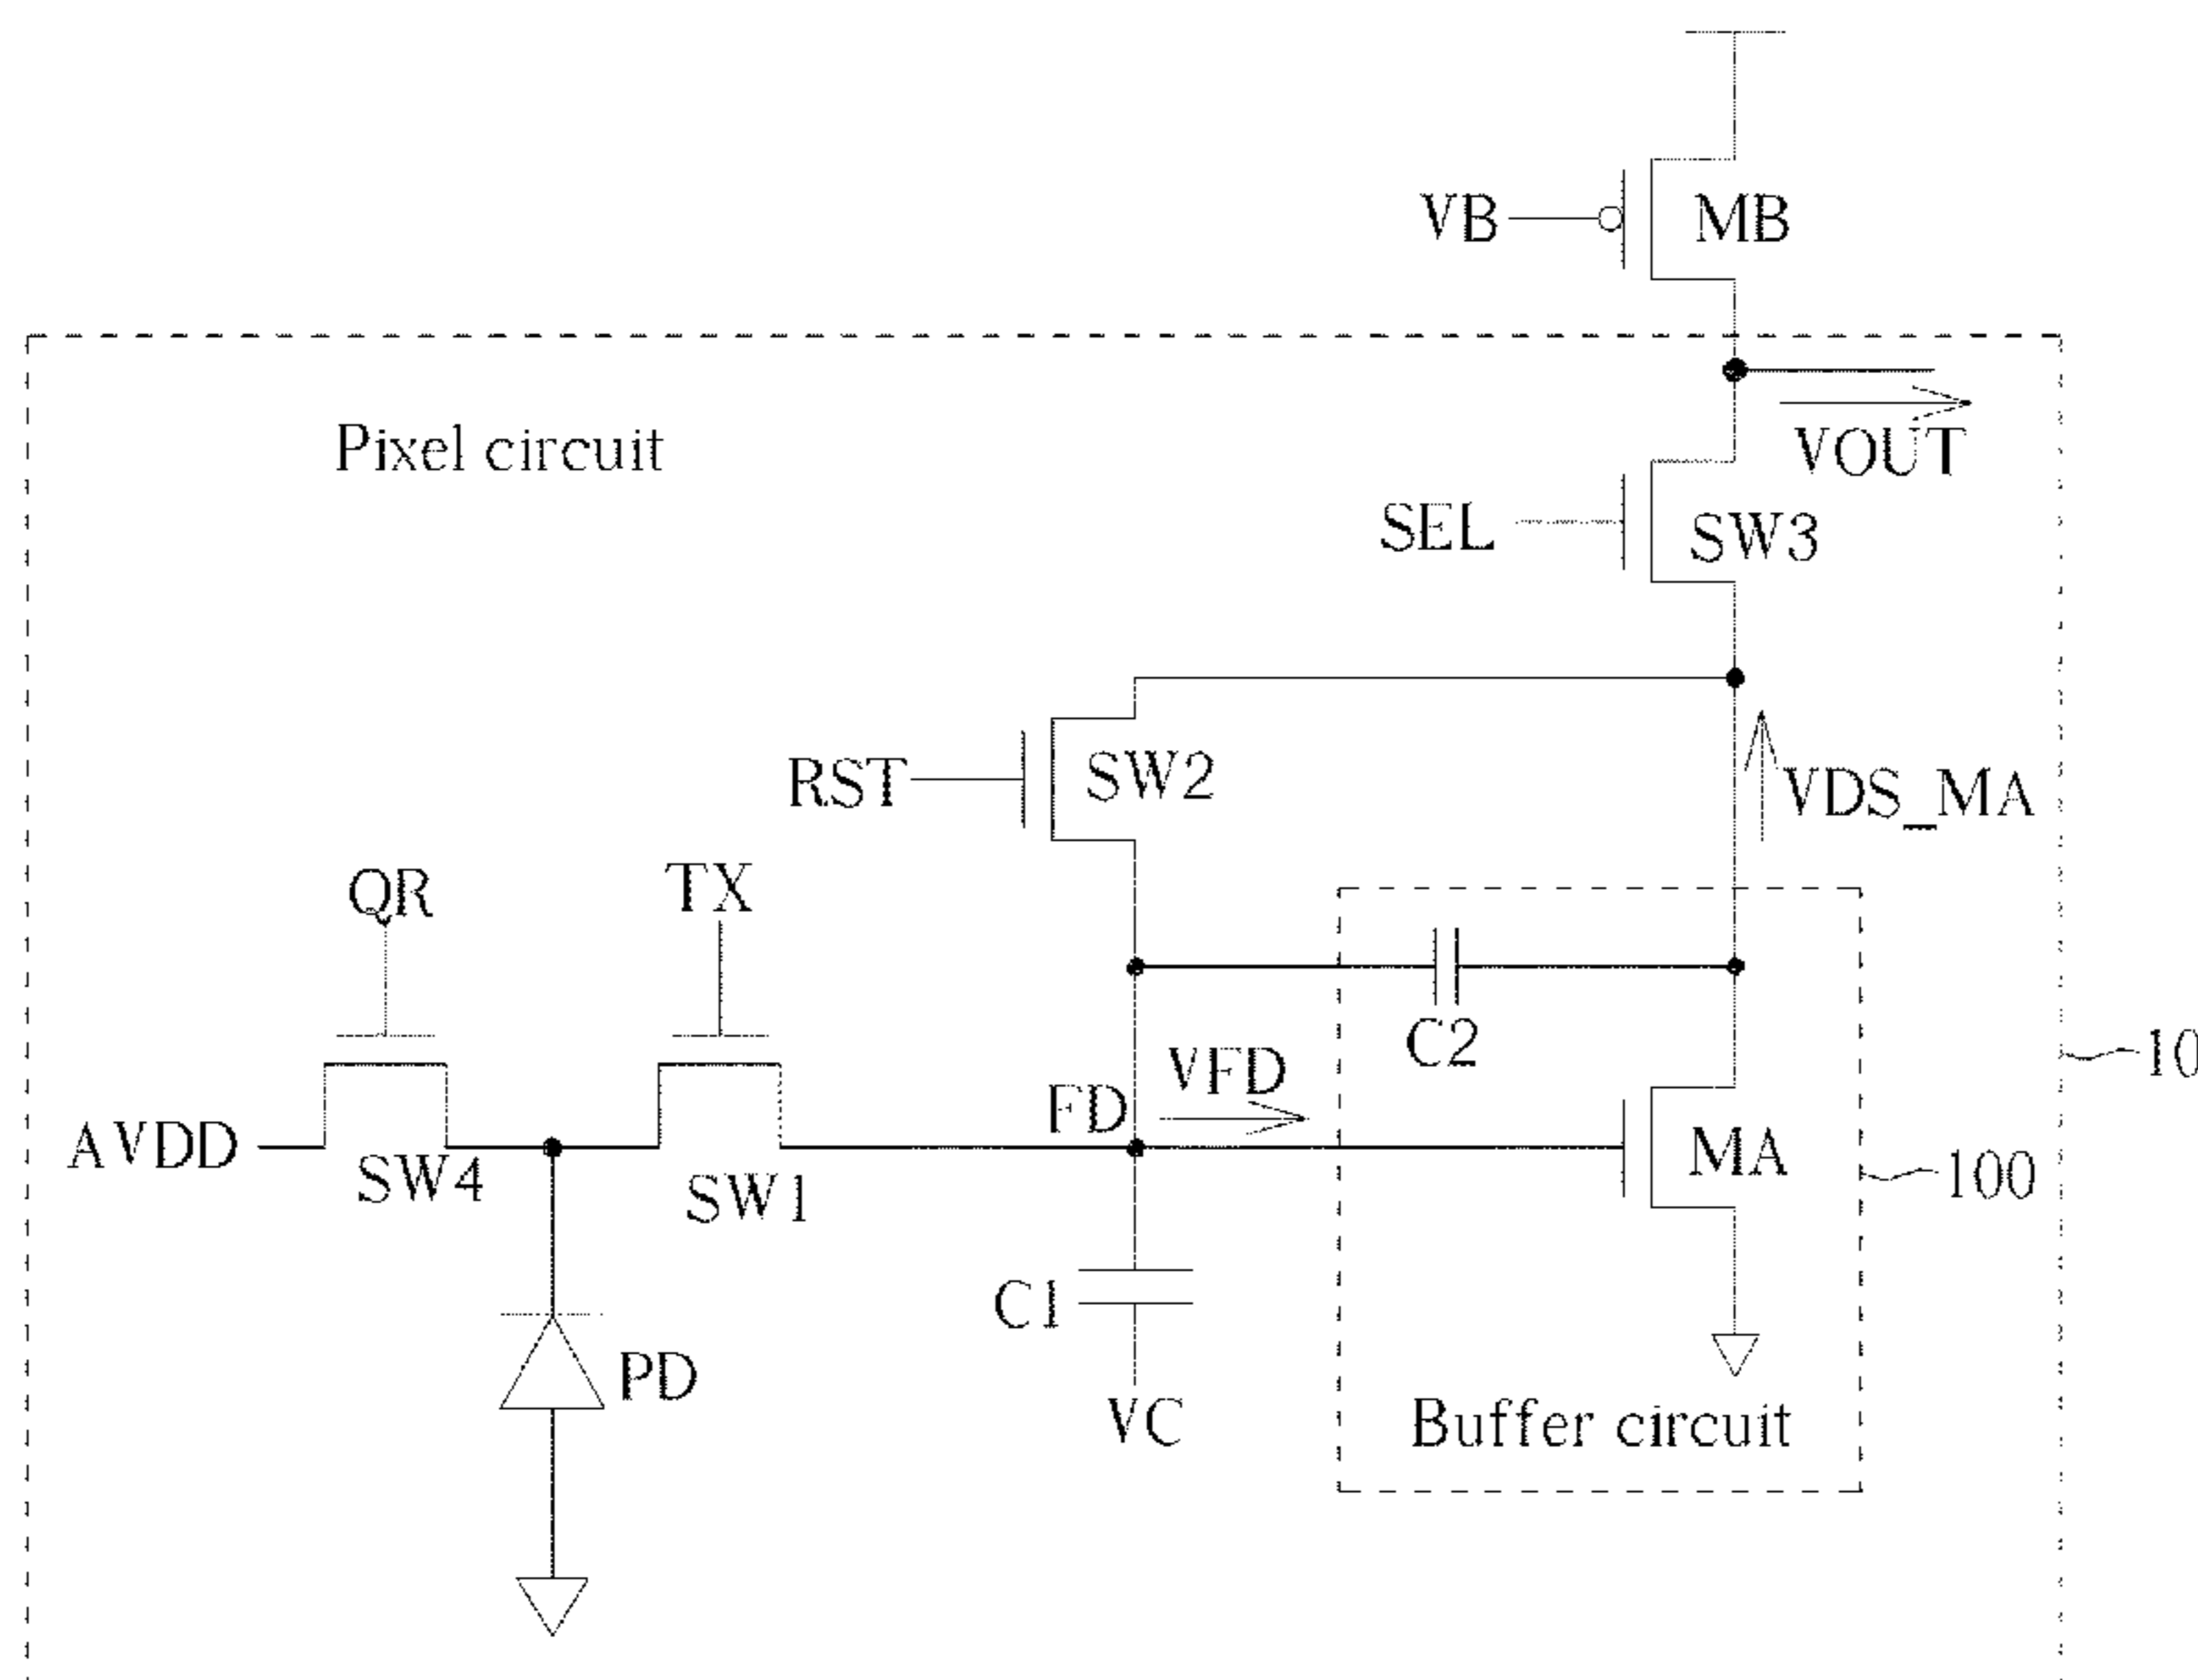 VB
MB
Pixel circuit
VOUT
SEL
SW3
RST
SW2
VDS_MA
QR
TX
C2
10
VFD
FD
AVDD
SW4
SW1
MA
100
C1
PD
VC
Buffer circuit